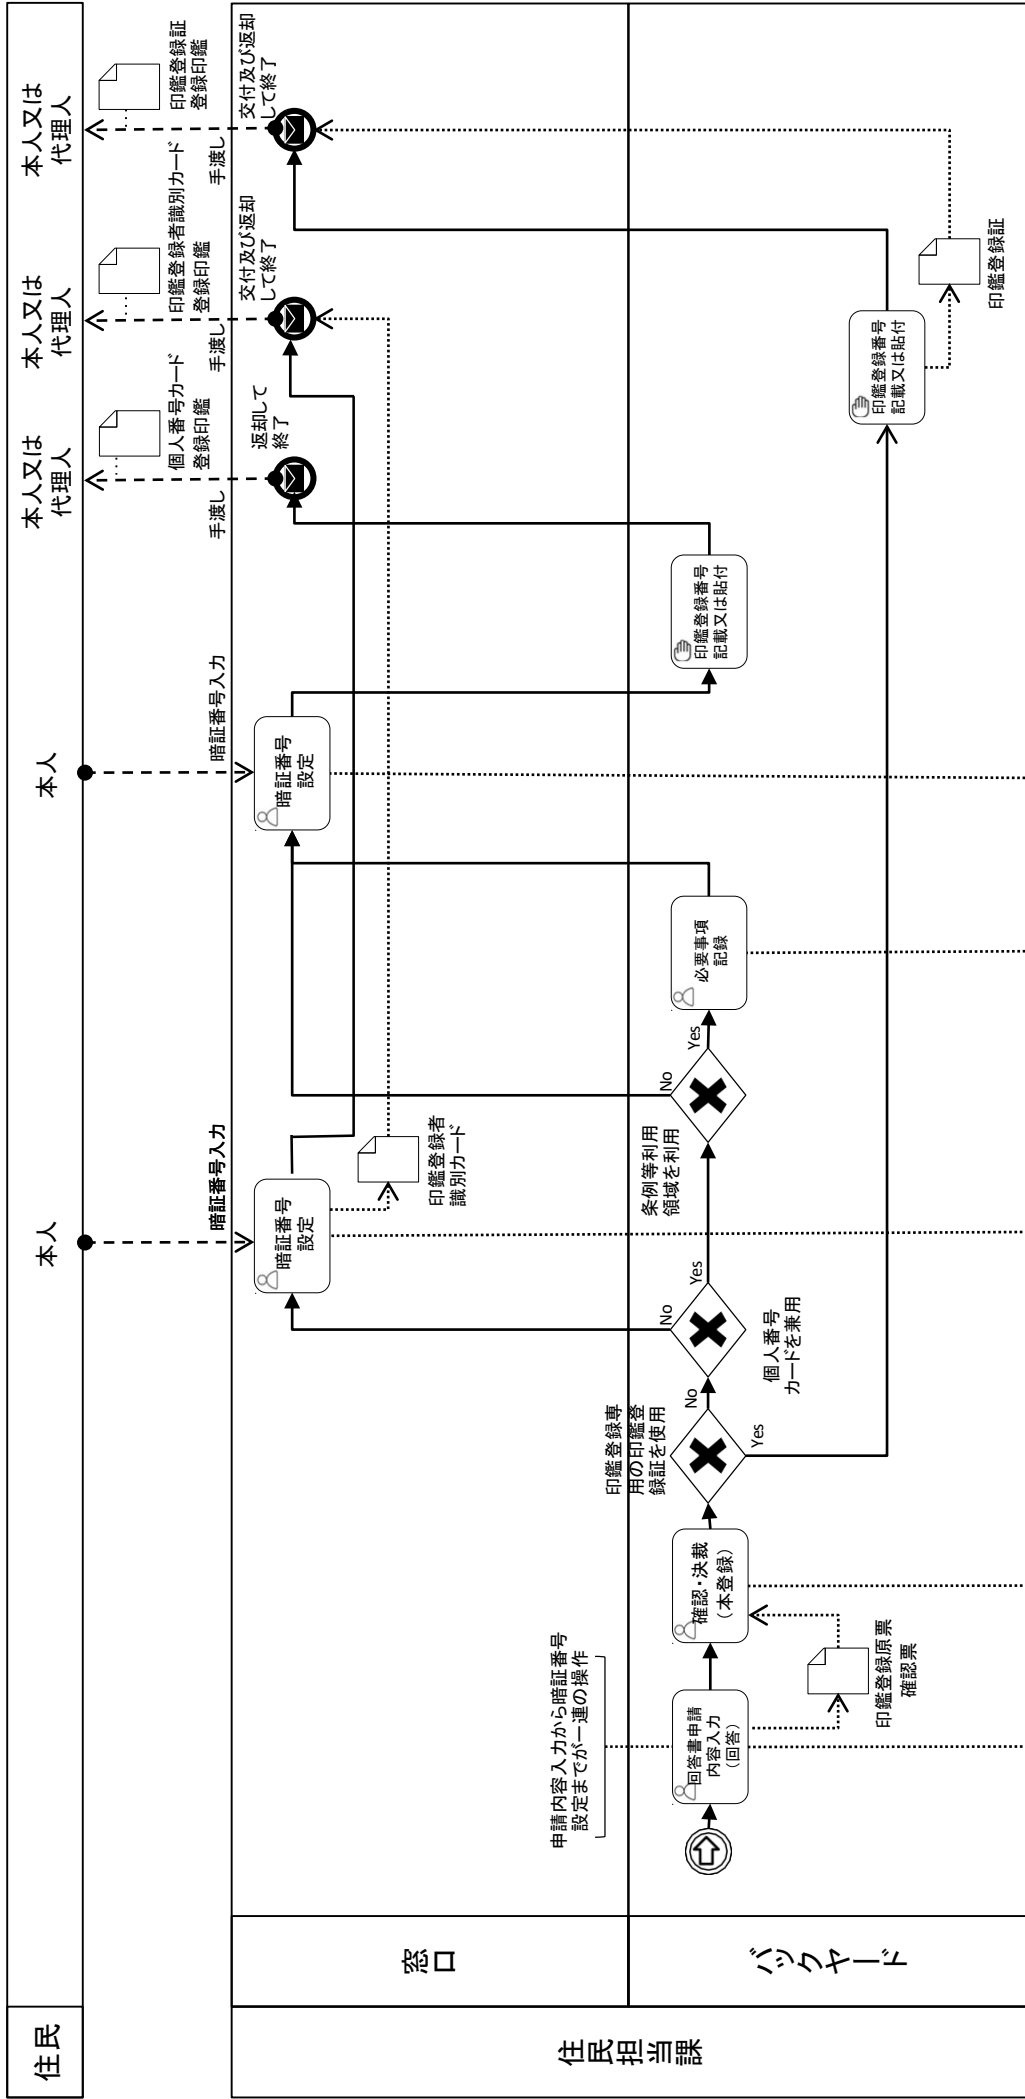 住民
本人
本人
本人又は
代理人
本人又は
代理人
本人又は
代理人
個人番号カード
登録印鑑
印鑑登録者識別カード
登録印鑑
印鑑登録証
登録印鑑
住民担当課
窓口
暗証番号入力
暗証番号
設定
印鑑登録者
識別カード
暗証番号入力
暗証番号
設定
手渡し
返却して
終了
手渡し
交付及び返却
して終了
手渡し
交付及び返却
して終了
バックヤード
申請内容入力から暗証番号
設定までが一連の操作
回答書申請
内容入力
(回答)
印鑑登録原票
確認票
確認・決裁
(本登録)
印鑑登録専
用の印鑑登
録証を使用
No
Yes
個人番号
カードを兼用
No
Yes
条例等利用
領域を利用
No
Yes
必要事項
記録
印鑑登録番号
記載又は貼付
印鑑登録番号
記載又は貼付
印鑑登録証